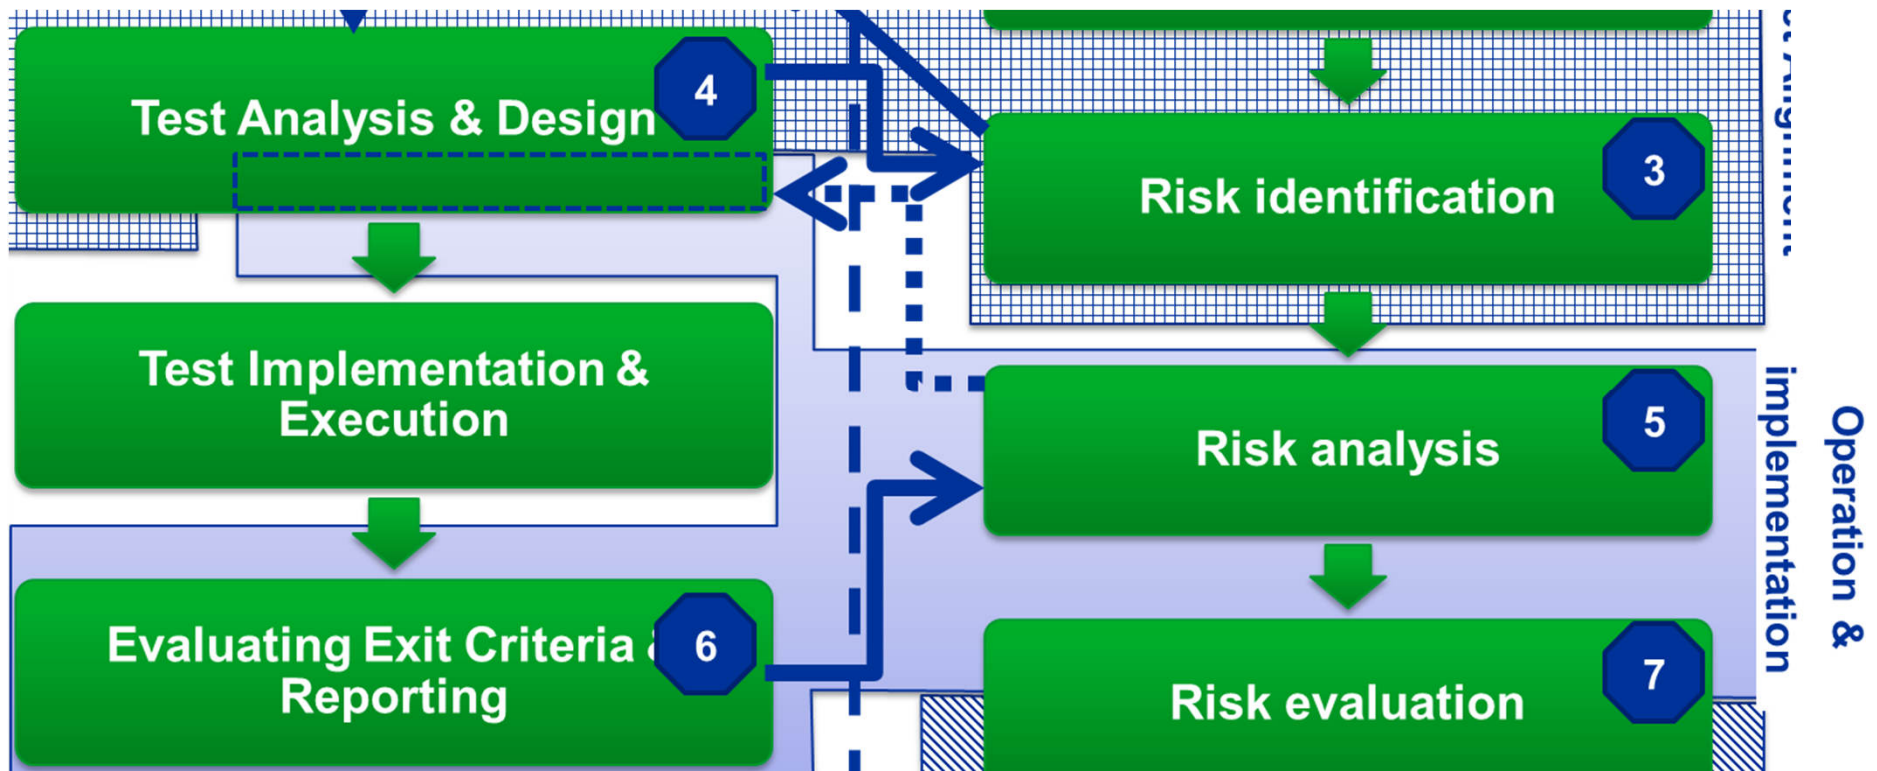 Test Analysis & Design
4
Risk identification
3
Alignment
Test Implementation &
Execution
Risk analysis
5
Operation &
implementation
Evaluating Exit Criteria
Reporting
6
Risk evaluation
7